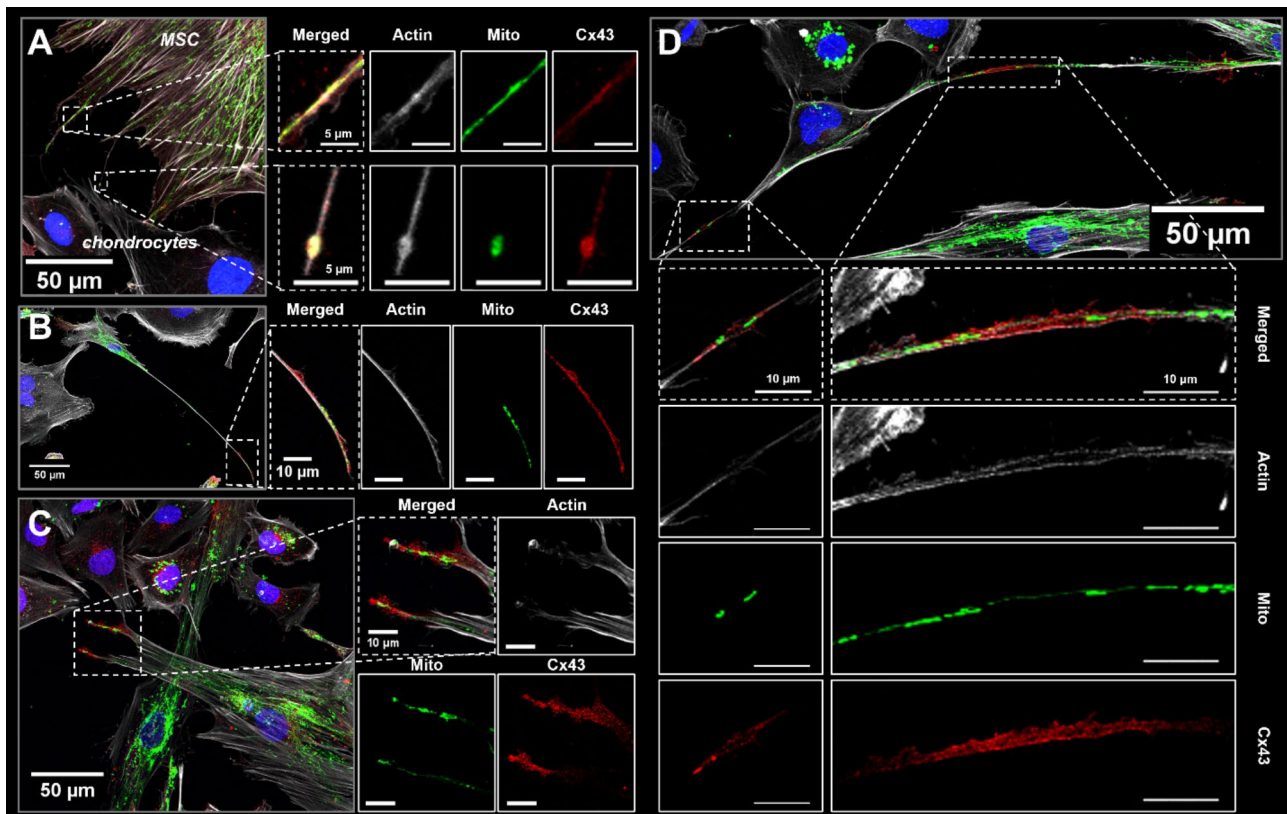 A
MSC
chondrocytes
50 µm
Merged
Actin
Mito
Cx43
5 µm
5 µm
B
50 µm
Merged
Actin
Mito
Cx43
10 µm
C
50 µm
Merged
Actin
10 µm
Mito
Cx43
D
50 µm
10 µm
10 µm
Merged
Actin
Mito
Cx43